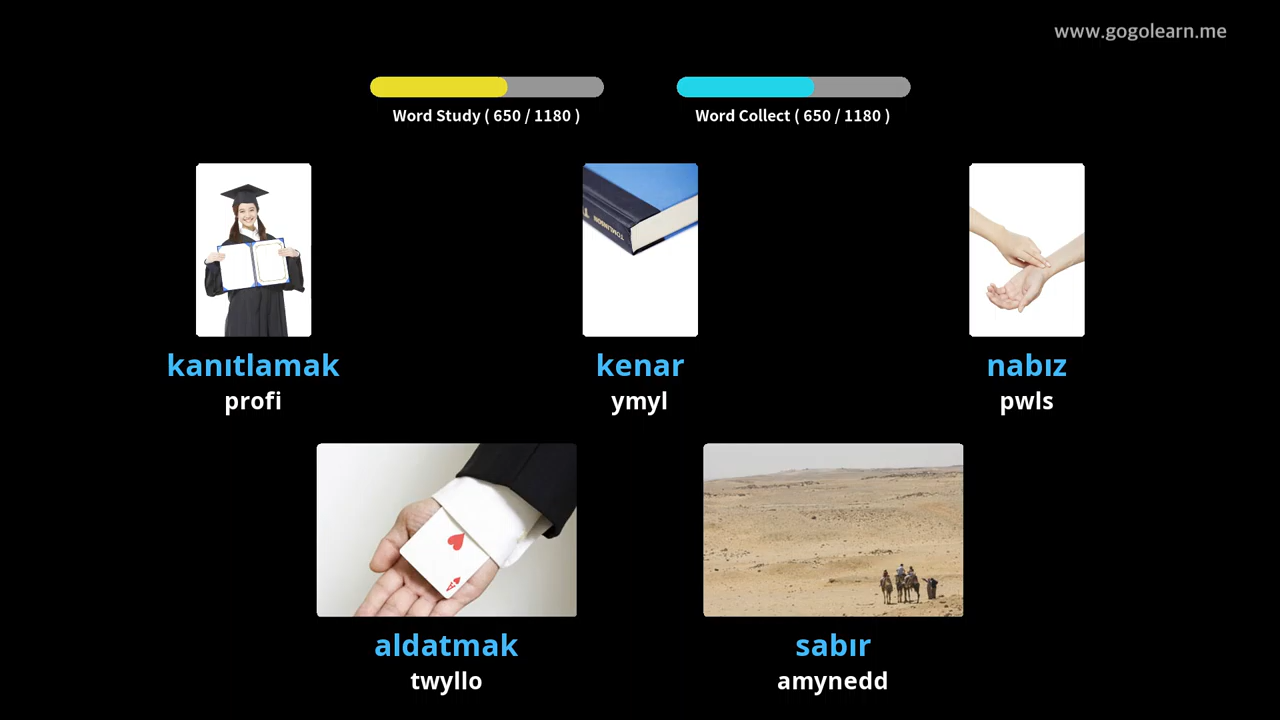 www.gogolearn.me
Word Study ( 650 / 1180 )
Word Collect ( 650 / 1180 )
TOMLINSON
kanıtlamak
profi
kenar
ymyl
nabız
pwls
A
aldatmak
twyllo
sabır
amynedd